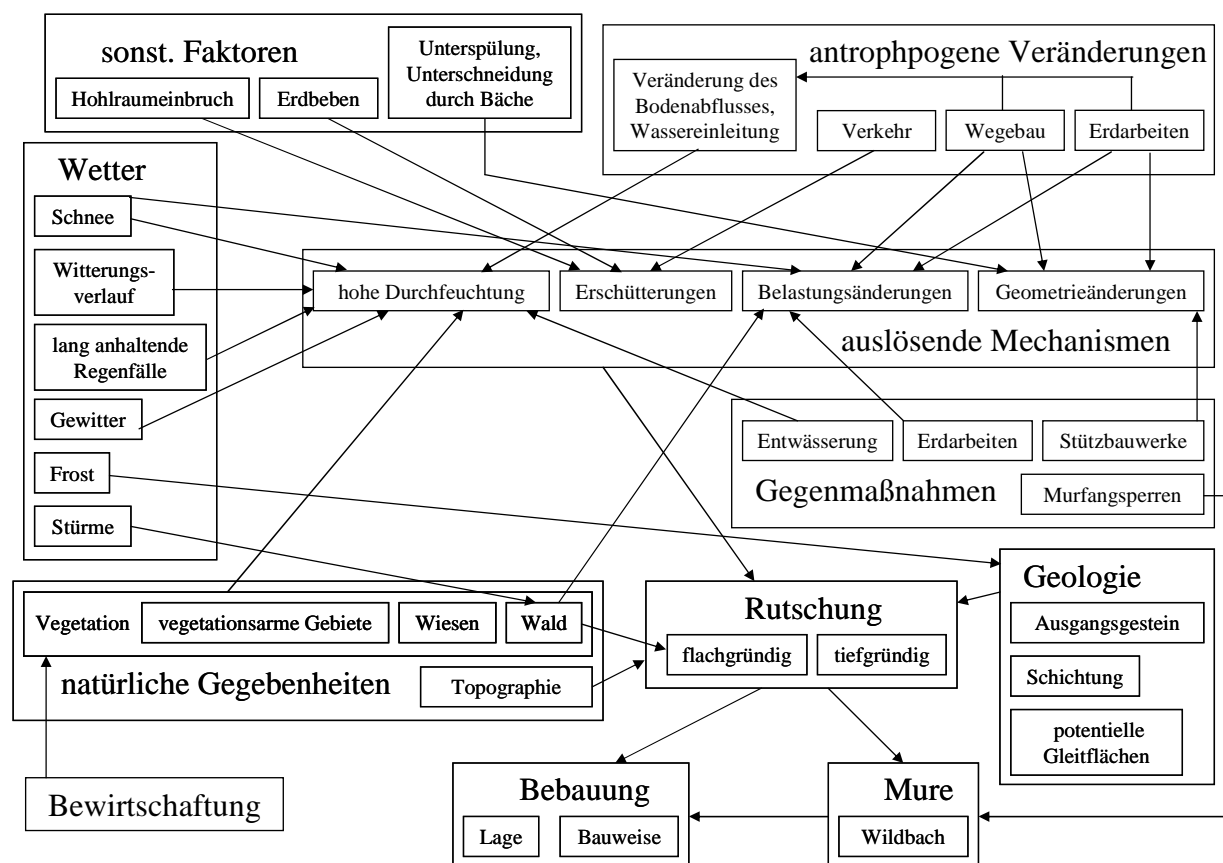 sonst. Faktoren
Hohlraumeinbruch
Erdbeben
Unterspülung,
Unterschneidung
durch Bäche
antrophpogene Veränderungen
Veränderung des
Bodenabflusses,
Wassereinleitung
Verkehr
Wegebau
Erdarbeiten
Wetter
Schnee
Witterungs-
verlauf
lang anhaltende
Regenfälle
Gewitter
Frost
Stürme
hohe Durchfeuchtung
Erschütterungen
Belastungsänderungen
Geometrieänderungen
auslösende Mechanismen
Entwässerung
Erdarbeiten
Stützbauwerke
Gegenmaßnahmen
Murfangsperren
Vegetation
vegetationsarme Gebiete
Wiesen
Wald
natürliche Gegebenheiten
Topographie
Rutschung
flachgründig
tiefgründig
Geologie
Ausgangsgestein
Schichtung
potentielle
Gleitflächen
Bewirtschaftung
Bebauung
Lage
Bauweise
Mure
Wildbach